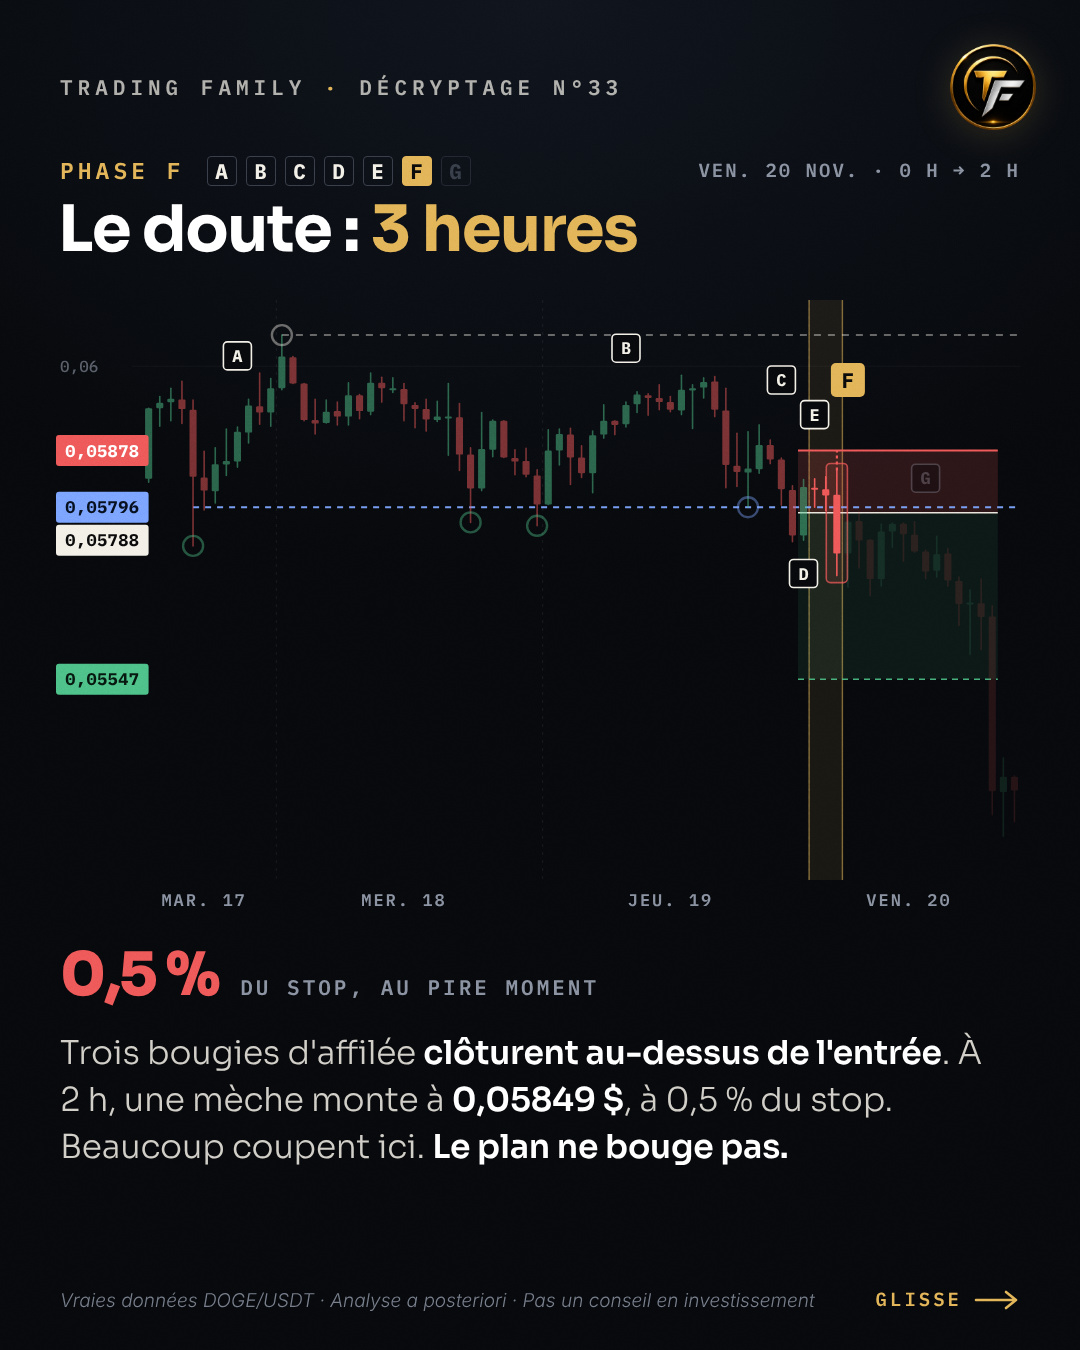 TRADING FAMILY · DÉCRYPTAGE N°33
TF
PHASE F A B C D E F G
VEN. 20 NOV. · 0 H → 2 H
Le doute : 3 heures
A
B
C
F
E
G
D
0,06
0,05878
0,05796
0,05788
0,05547
MAR. 17 MER. 18 JEU. 19 VEN. 20
0,5 % DU STOP, AU PIRE MOMENT
Trois bougies d'affilée clôturent au-dessus de l'entrée. À
2 h, une mèche monte à 0,05849 $, à 0,5 % du stop.
Beaucoup coupent ici. Le plan ne bouge pas.
Vraies données DOGE/USDT · Analyse a posteriori · Pas un conseil en investissement
GLISSE →